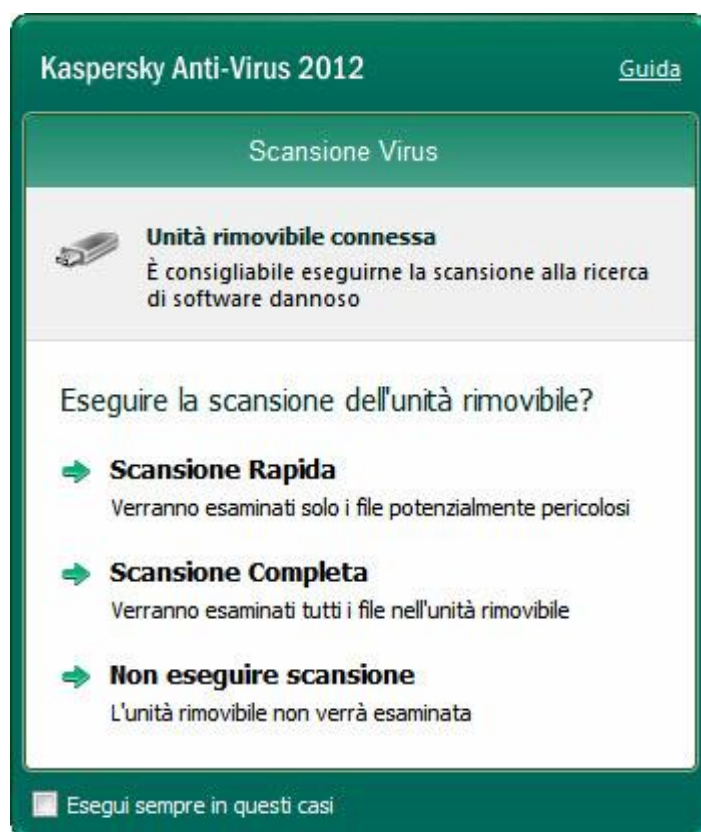 Kaspersky Anti-Virus 2012 Guida
Scansione Virus
Unità rimovibile connessa
È consigliabile eseguirne la scansione alla ricerca
di software dannoso
Eseguire la scansione dell'unità rimovibile?
Scansione Rapida
Verranno esaminati solo i file potenzialmente pericolosi
Scansione Completa
Verranno esaminati tutti i file nell'unità rimovibile
Non eseguire scansione
L'unità rimovibile non verrà esaminata
Esegui sempre in questi casi